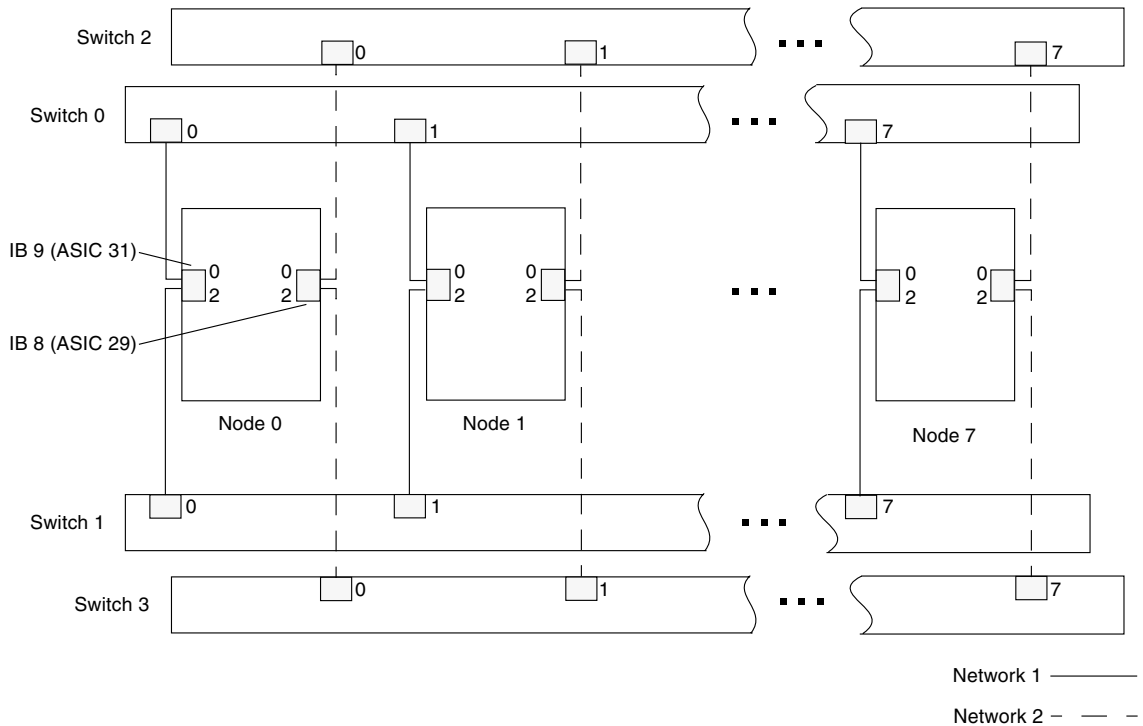 Switch 2
0
1
7
Switch 0
0
1
7
IB 9 (ASIC 31)
0
2
0
2
0
2
0
2
0
2
0
2
IB 8 (ASIC 29)
Node 0
Node 1
Node 7
Switch 1
0
1
7
Switch 3
0
1
7
Network 1
Network 2